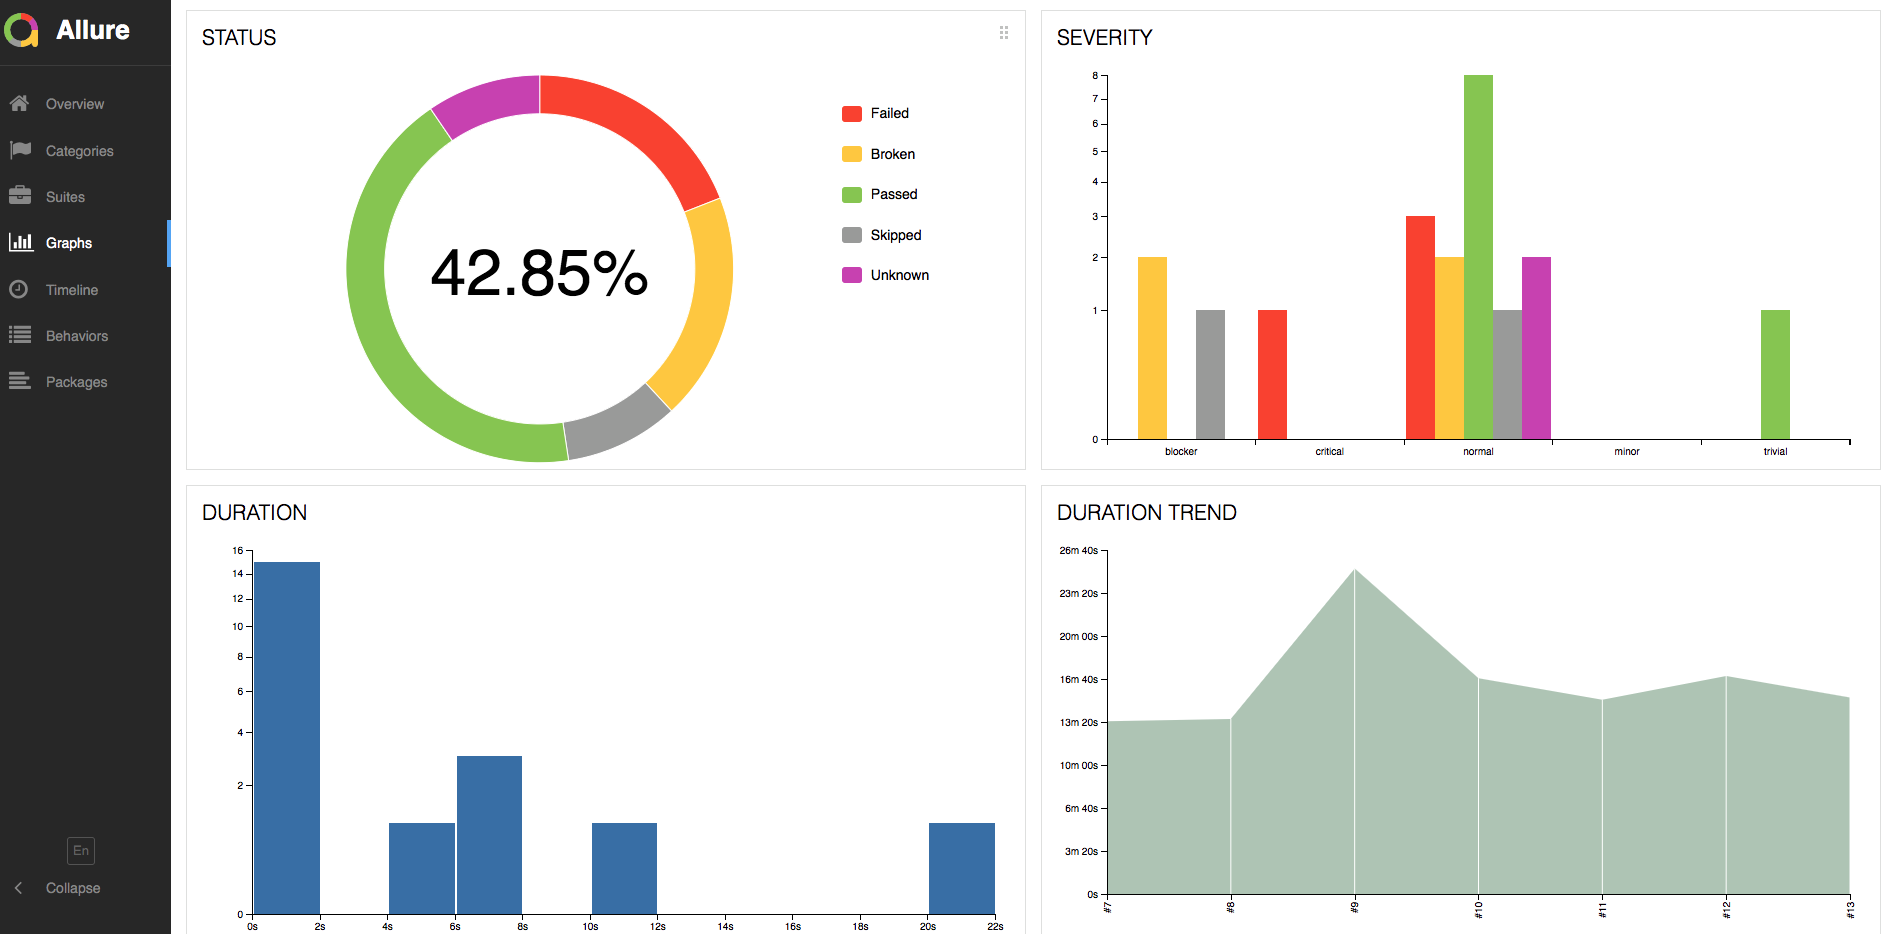 Allure
Overview
Categories
Suites
Graphs
Timeline
Behaviors
Packages
En
Collapse
STATUS
42.85%
Failed
Broken
Passed
Skipped
Unknown
SEVERITY
8
7
6
5
4
3
2
1
0
blocker critical normal minor trivial
DURATION
16
14
12
10
8
6
4
2
0
0s 2s 4s 6s 8s 10s 12s 14s 16s 18s 20s 22s
DURATION TREND
26m 40s
23m 20s
20m 00s
16m 40s
13m 20s
10m 00s
6m 40s
3m 20s
0s
#7 #8 #9 #10 #11 #12 #13